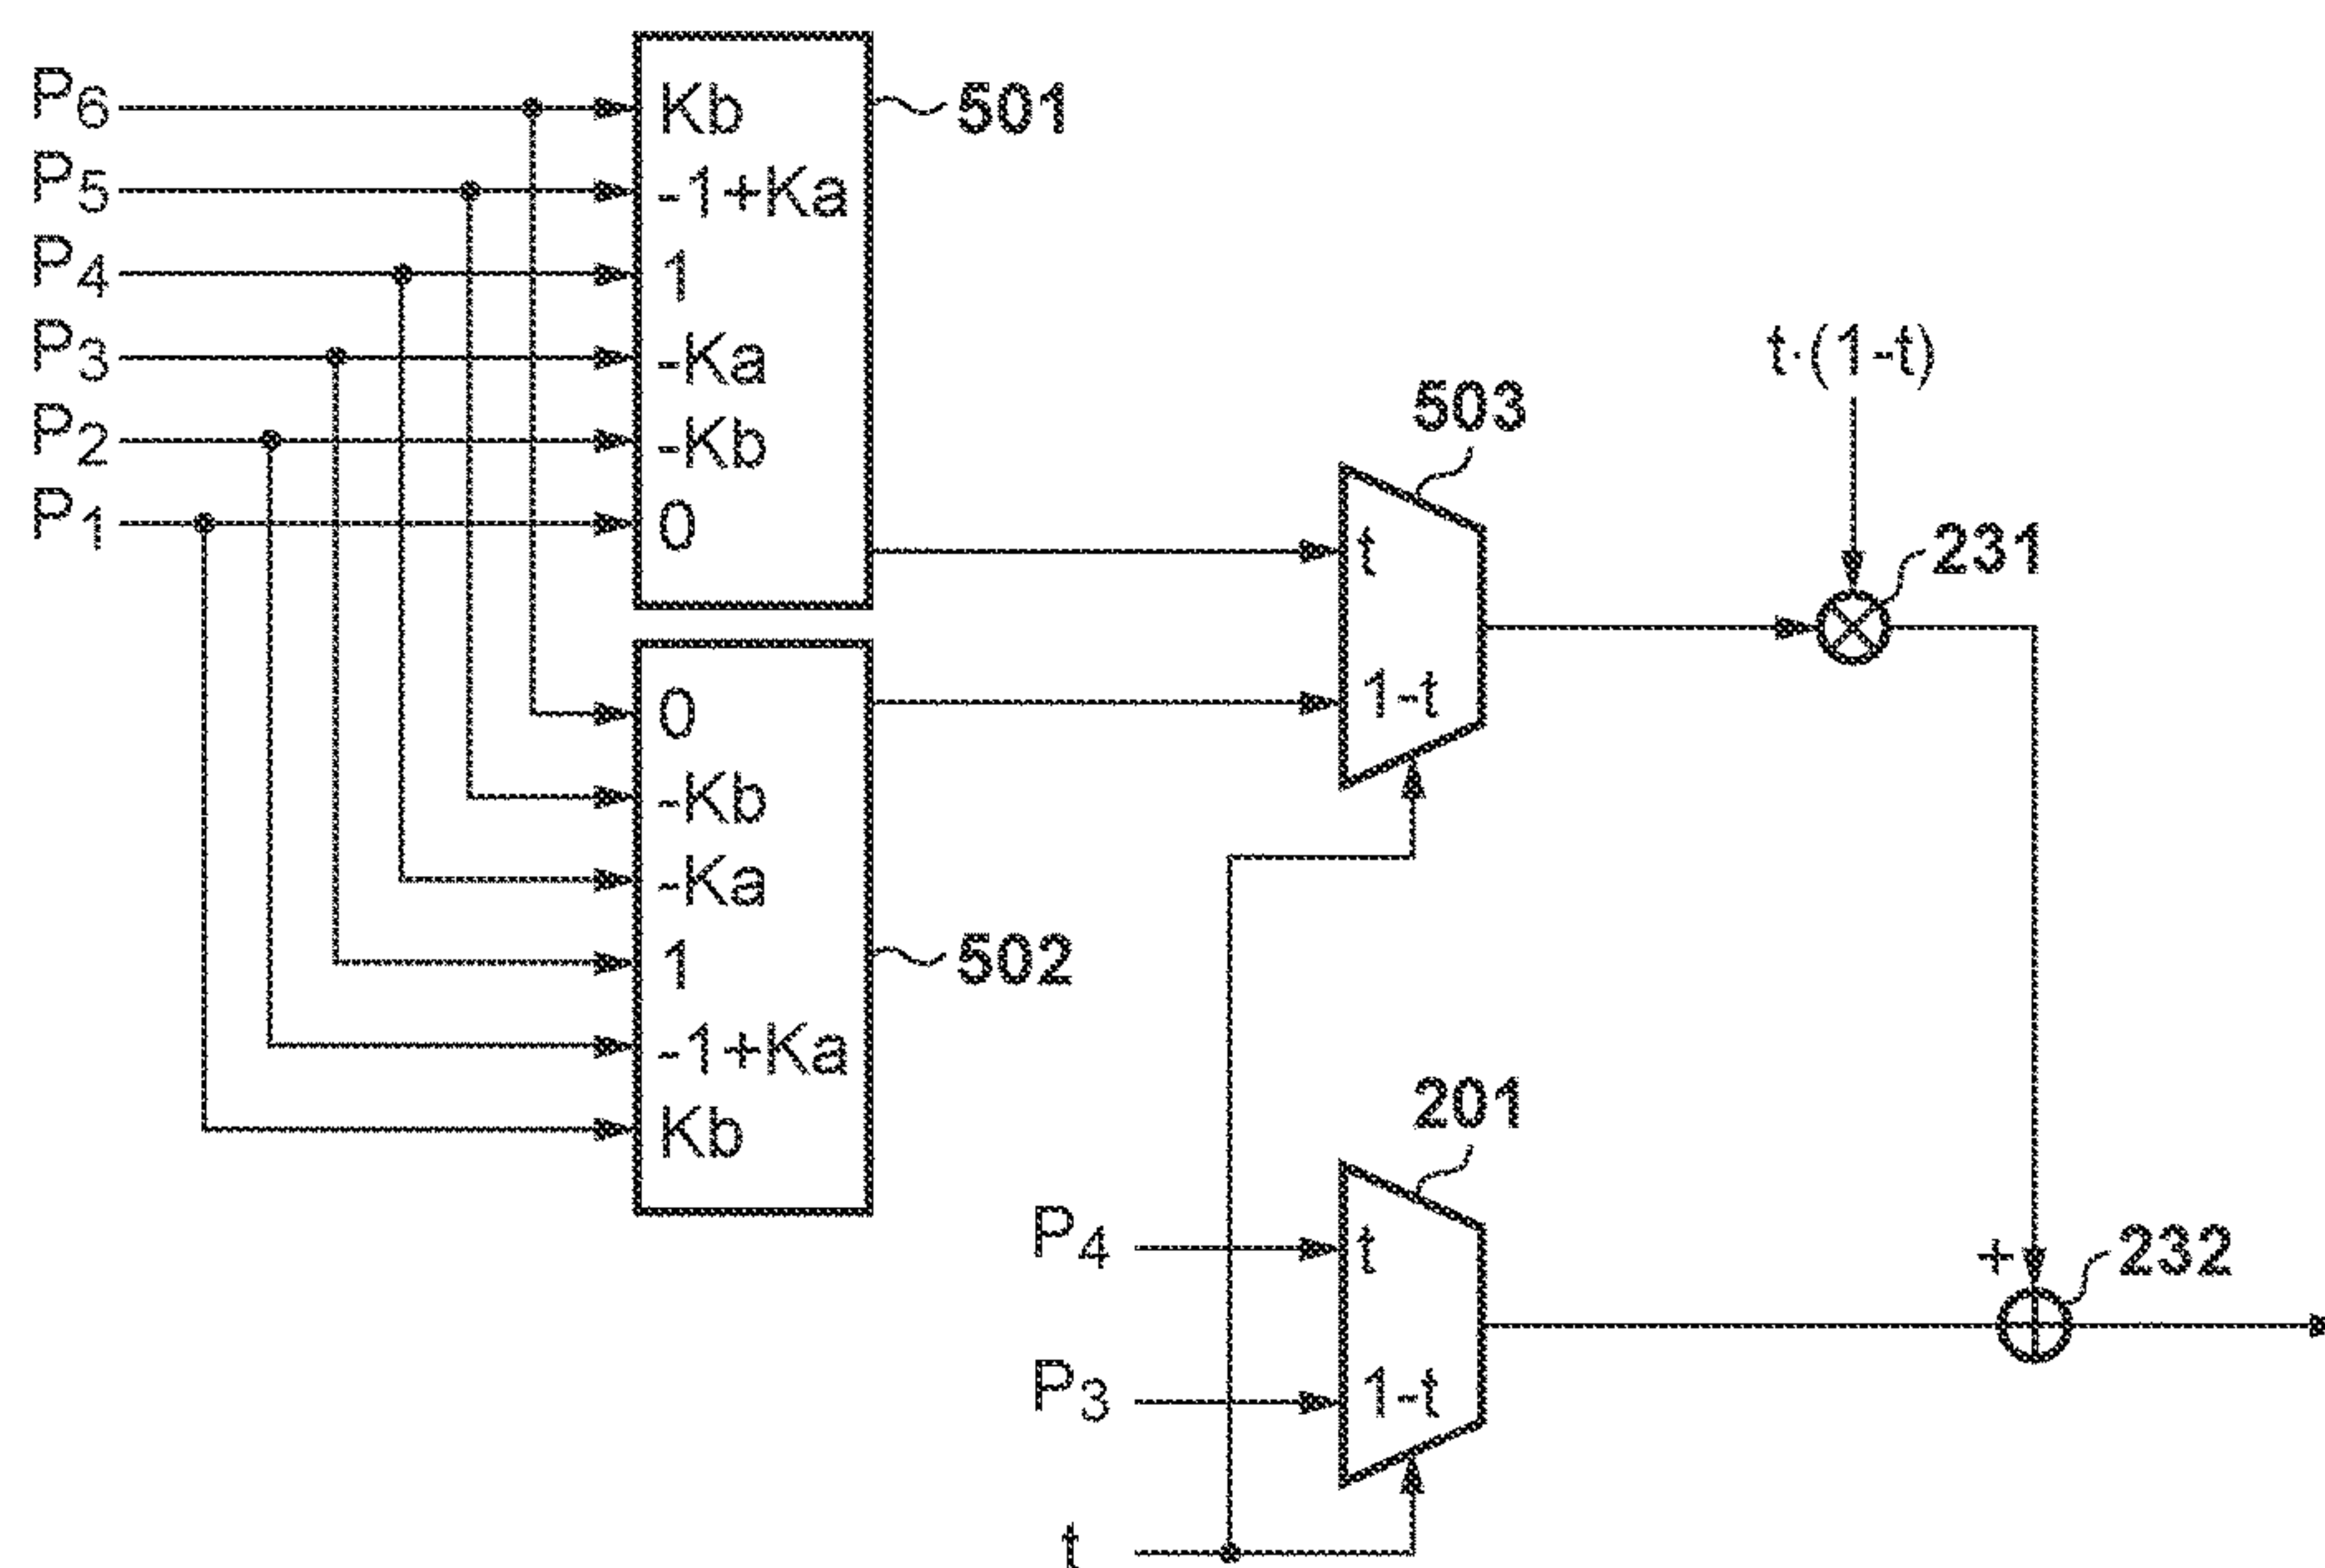 P6
P5
P4
P3
P2
P1
Kb
-1+Ka
1
-Ka
-Kb
0
501
0
-Kb
-Ka
1
-1+Ka
Kb
502
503
t
1-t
t·(1-t)
231
201
P4
P3
t
1-t
t
+
232